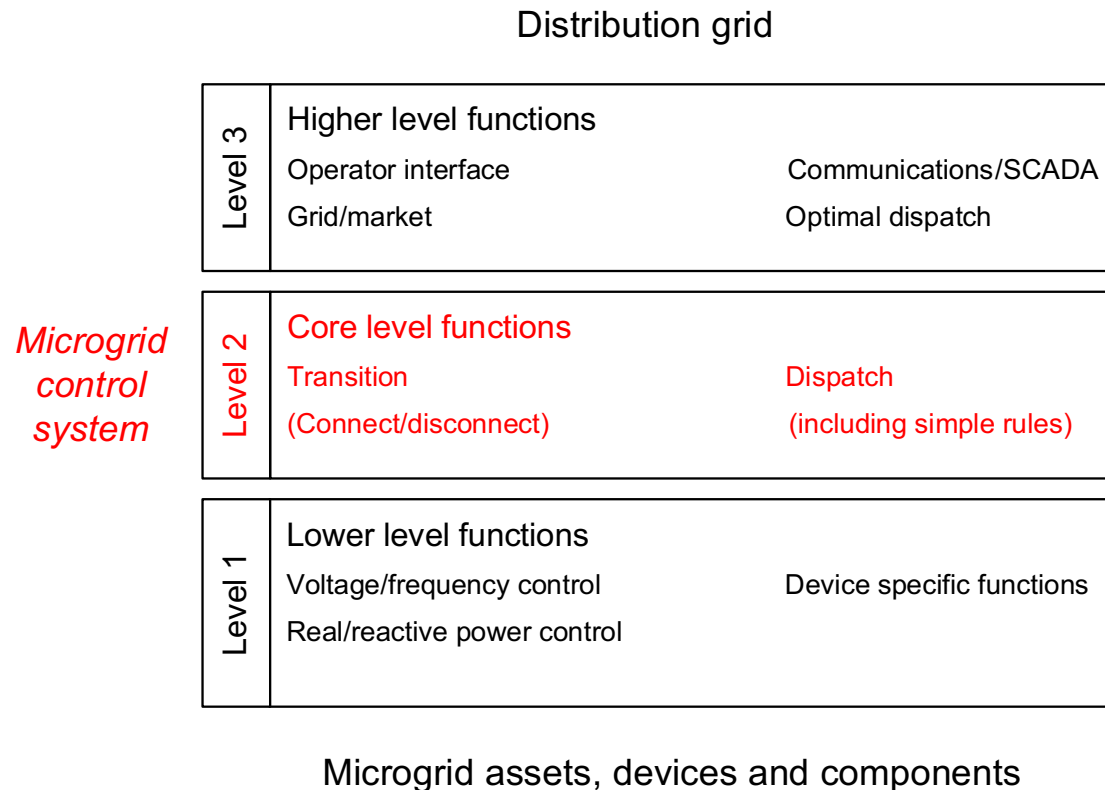 Distribution grid
Level 3
Higher level functions
Operator interface
Communications/SCADA
Grid/market
Optimal dispatch
Microgrid
control
system
Level 2
Core level functions
Transition
Dispatch
(Connect/disconnect)
(including simple rules)
Level 1
Lower level functions
Voltage/frequency control
Device specific functions
Real/reactive power control
Microgrid assets, devices and components